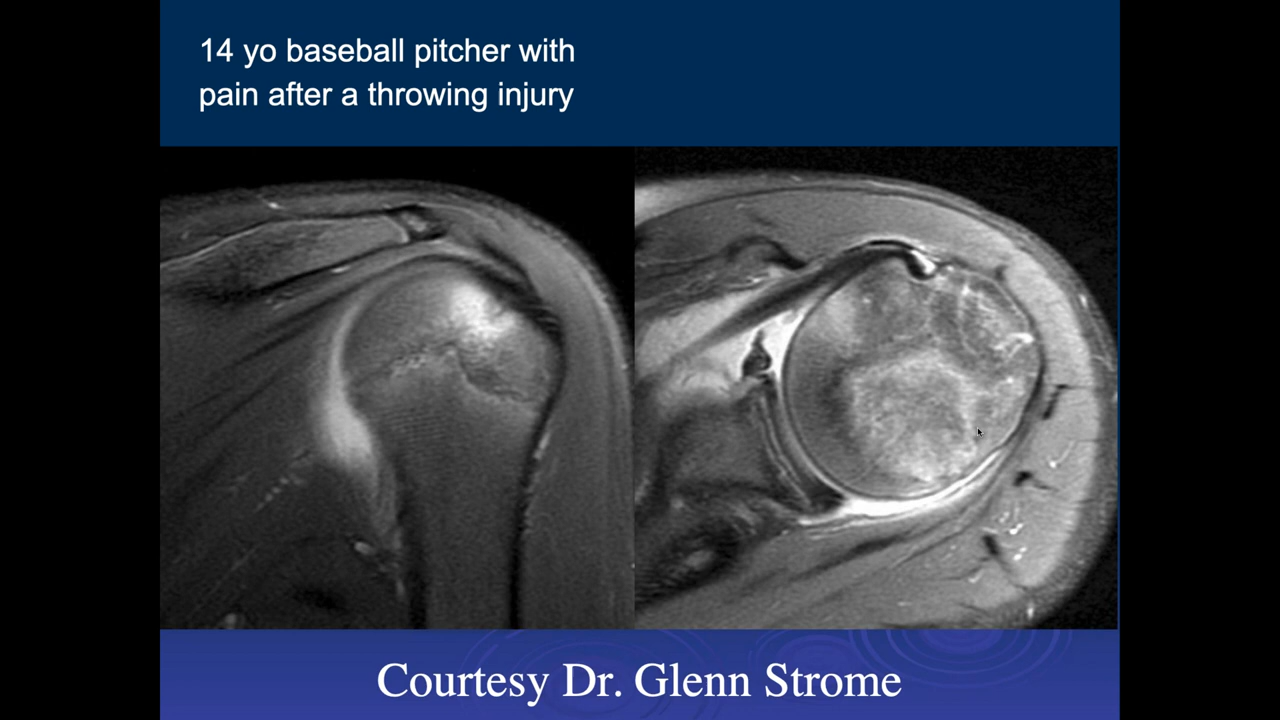 14 yo baseball pitcher with
pain after a throwing injury
Courtesy Dr. Glenn Strome